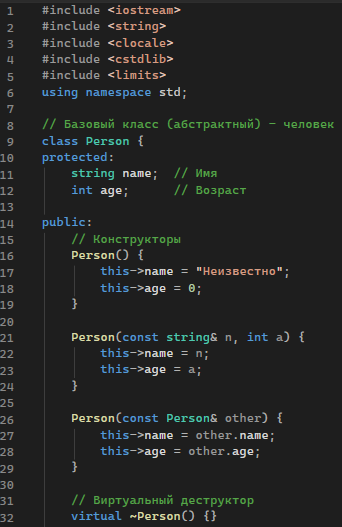 1 #include <iostream>
2 #include <string>
3 #include <clocale>
4 #include <cstdlib>
5 #include <limits>
6 using namespace std;
7
8 // Базовый класс (абстрактный) – человек
9 class Person {
10 protected:
11 string name; // Имя
12 int age; // Возраст
13
14 public:
15 // Конструкторы
16 Person() {
17 this->name = "Неизвестно";
18 this->age = 0;
19 }
20
21 Person(const string& n, int a) {
22 this->name = n;
23 this->age = a;
24 }
25
26 Person(const Person& other) {
27 this->name = other.name;
28 this->age = other.age;
29 }
30
31 // Виртуальный деструктор
32 virtual ~Person() {}